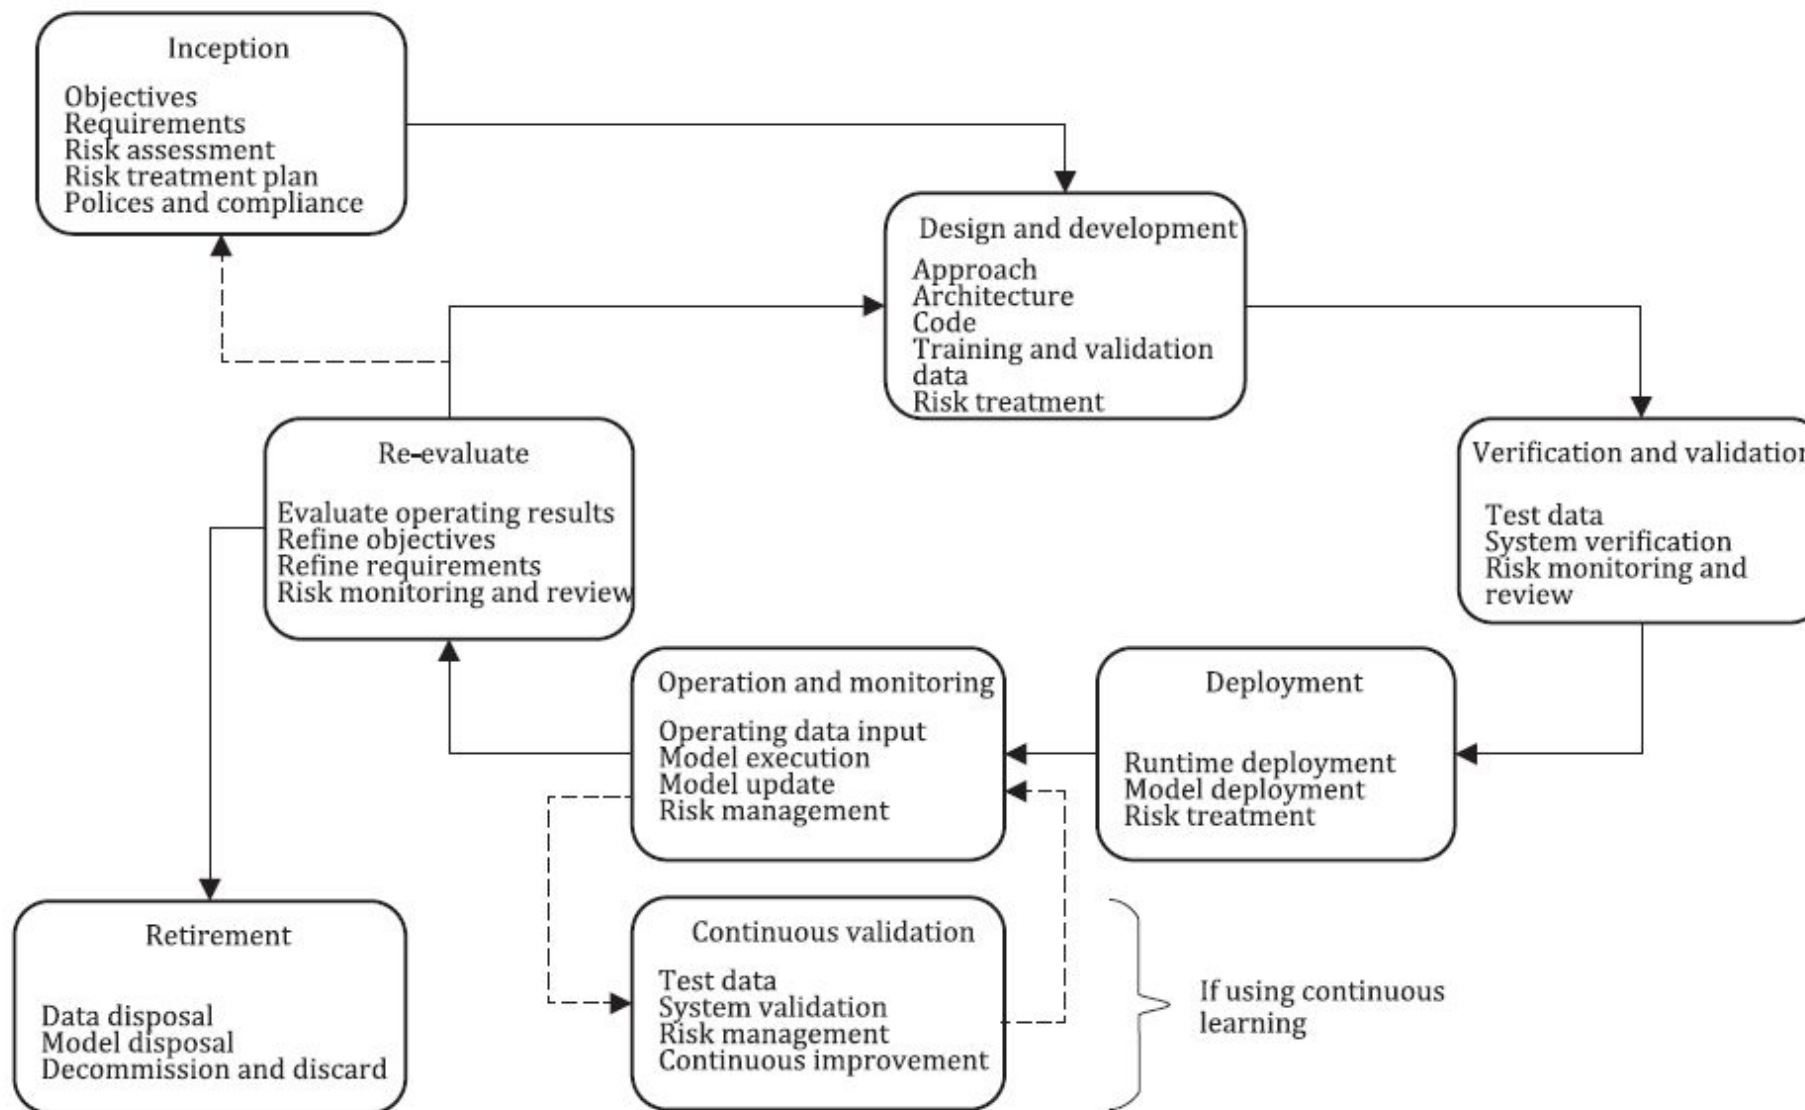 Inception
Objectives
Requirements
Risk assessment
Risk treatment plan
Polices and compliance
Design and development
Approach
Architecture
Code
Training and validation
data
Risk treatment
Re-evaluate
Evaluate operating results
Refine objectives
Refine requirements
Risk monitoring and review
Verification and validation
Test data
System verification
Risk monitoring and
review
Operation and monitoring
Operating data input
Model execution
Model update
Risk management
Deployment
Runtime deployment
Model deployment
Risk treatment
Retirement
Data disposal
Model disposal
Decommission and discard
Continuous validation
Test data
System validation
Risk management
Continuous improvement
If using continuous
learning